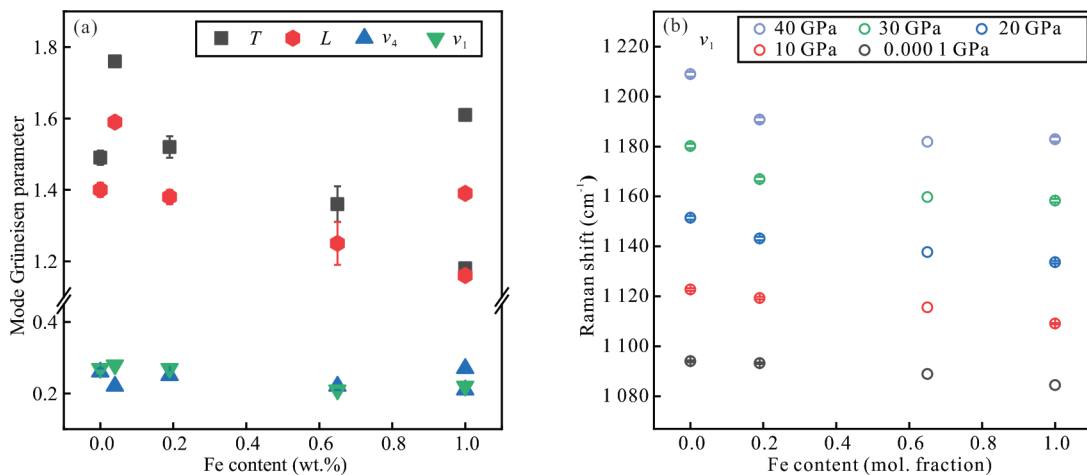 (a)
T L ν4 ν1
1.8
1.6
1.4
1.2
0.4
0.2
Mode Grüneisen parameter
0.0 0.2 0.4 0.6 0.8 1.0
Fe content (wt.%)
(b)
ν1
40 GPa 30 GPa 20 GPa
10 GPa 0.000 1 GPa
1 220
1 200
1 180
1 160
1 140
1 120
1 100
1 080
Raman shift (cm⁻¹)
0.0 0.2 0.4 0.6 0.8 1.0
Fe content (mol. fraction)